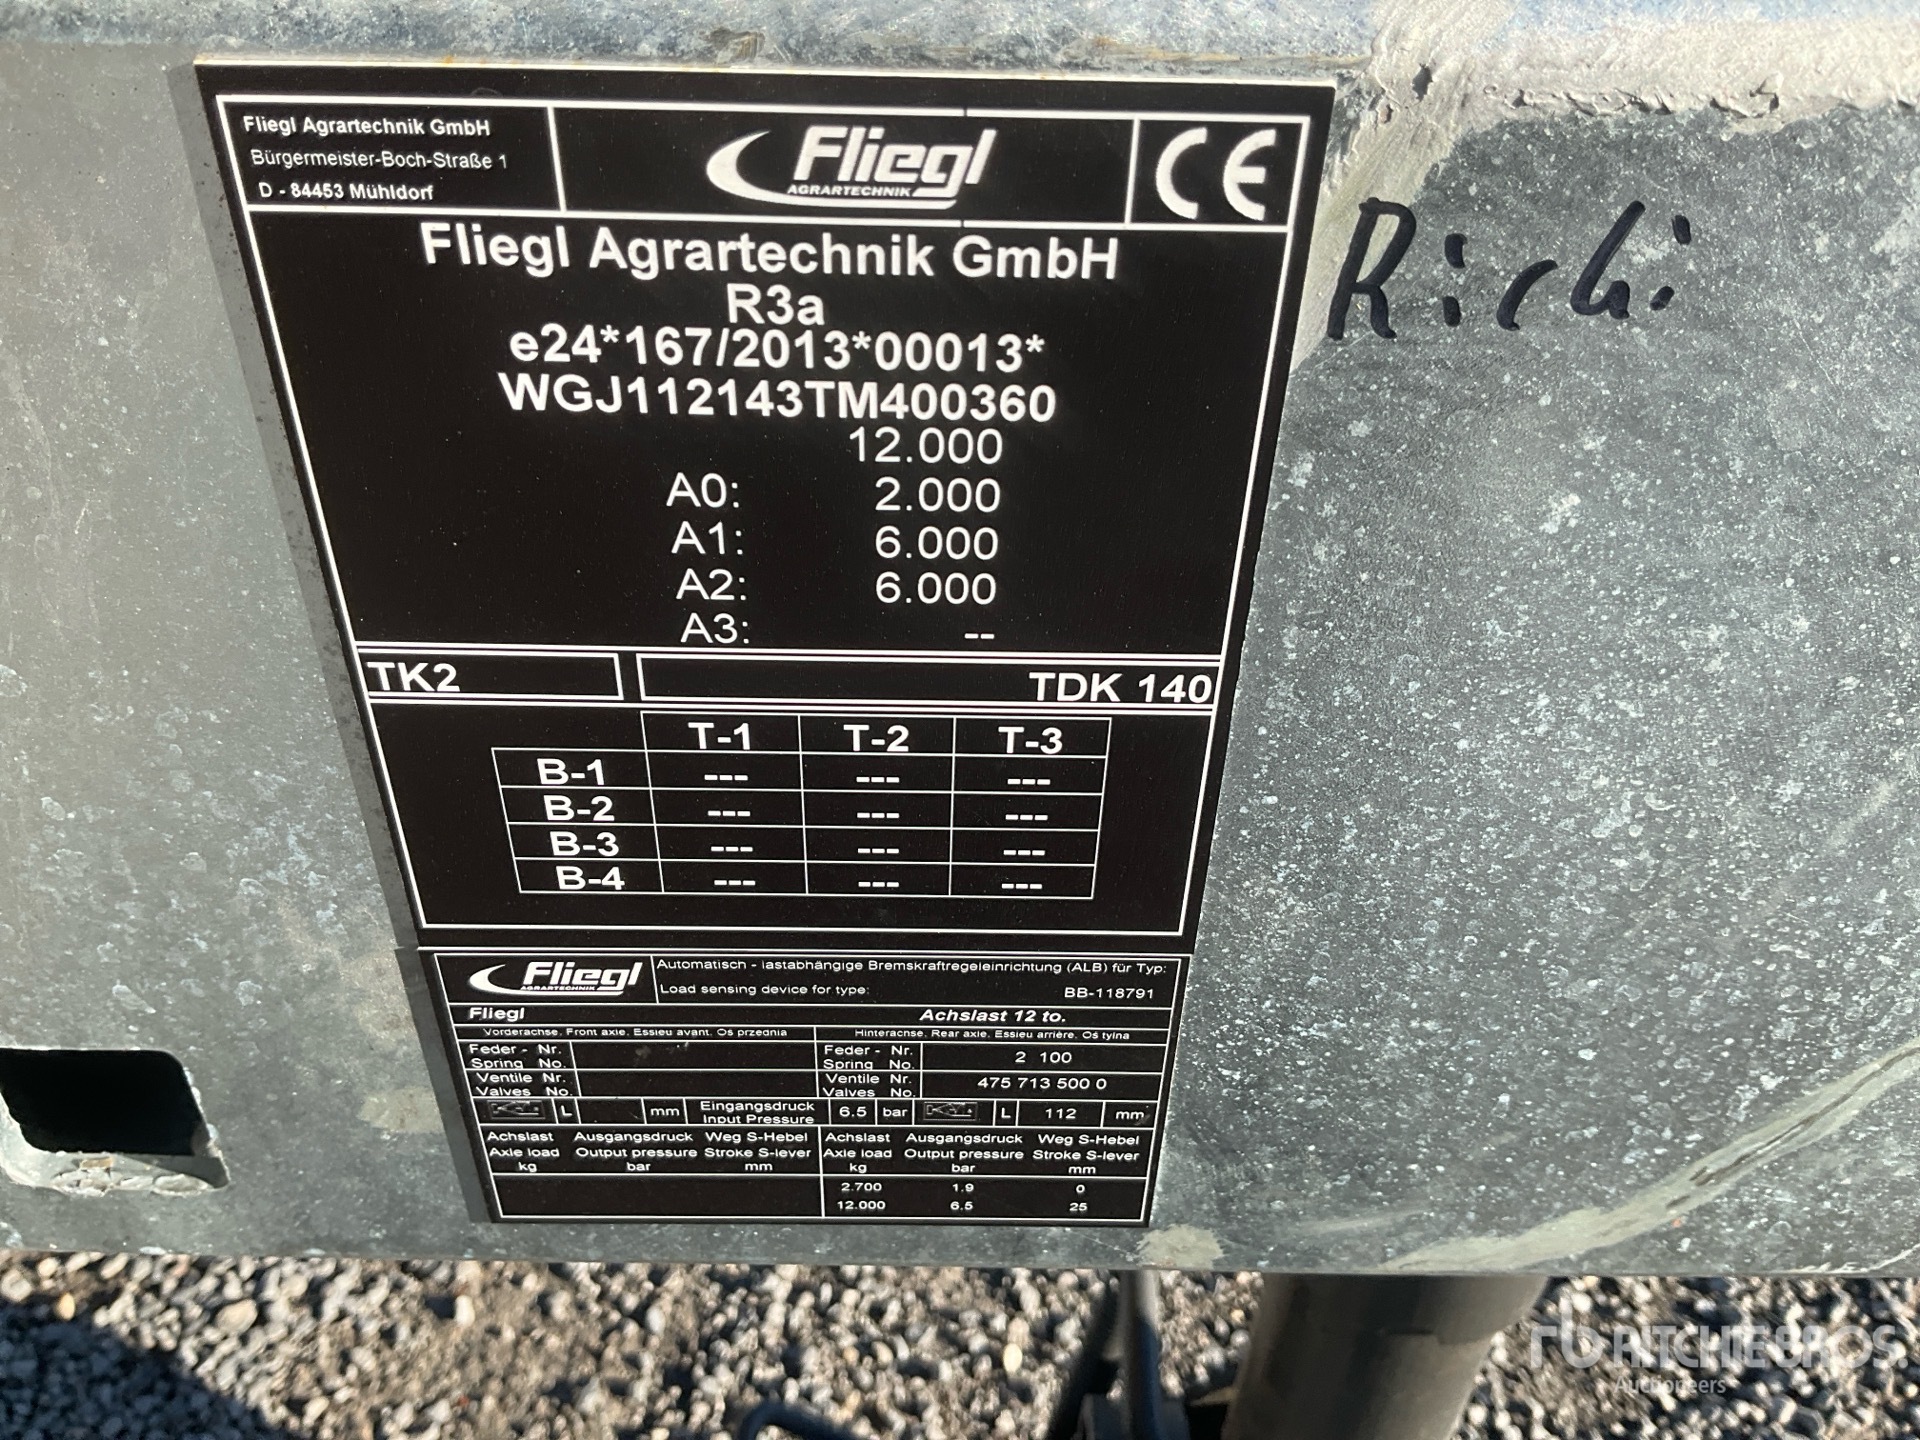 Fliegl Agrartechnik GmbH
Bürgermeister-Boch-Straße 1
D - 84453 Mühldorf
Fliegl
AGRARTECHNIK
CE
Fliegl Agrartechnik GmbH
R3a
e24*167/2013*00013*
WGJ112143TM400360
12.000
A0: 2.000
A1: 6.000
A2: 6.000
A3: --
TK2 TDK 140
T-1 T-2 T-3
B-1 --- --- ---
B-2 --- --- ---
B-3 --- --- ---
B-4 --- --- ---
Fliegl
AGRARTECHNIK
Automatisch - lastabhängige Bremskraftregeleinrichtung (ALB) für Typ:
Load sensing device for type: BB-118791
Fliegl Achslast 12 to.
Vorderachse. Front axle. Essieu avant. Oś przednia Hinterachse. Rear axle. Essieu arrière. Oś tylna
Feder - Nr. Feder - Nr. 2 100
Spring No. Spring No.
Ventile Nr. Ventile Nr. 475 713 500 0
Valves No. Valves No.
L mm Eingangsdruck 6.5 bar L 112 mm
Input Pressure
Achslast Ausgangsdruck Weg S-Hebel Achslast Ausgangsdruck Weg S-Hebel
Axle load Output pressure Stroke S-lever Axle load Output pressure Stroke S-lever
kg bar mm kg bar mm
2.700 1.9 0
12.000 6.5 25
Richi
rb RITCHIE BROS.
Auctioneers